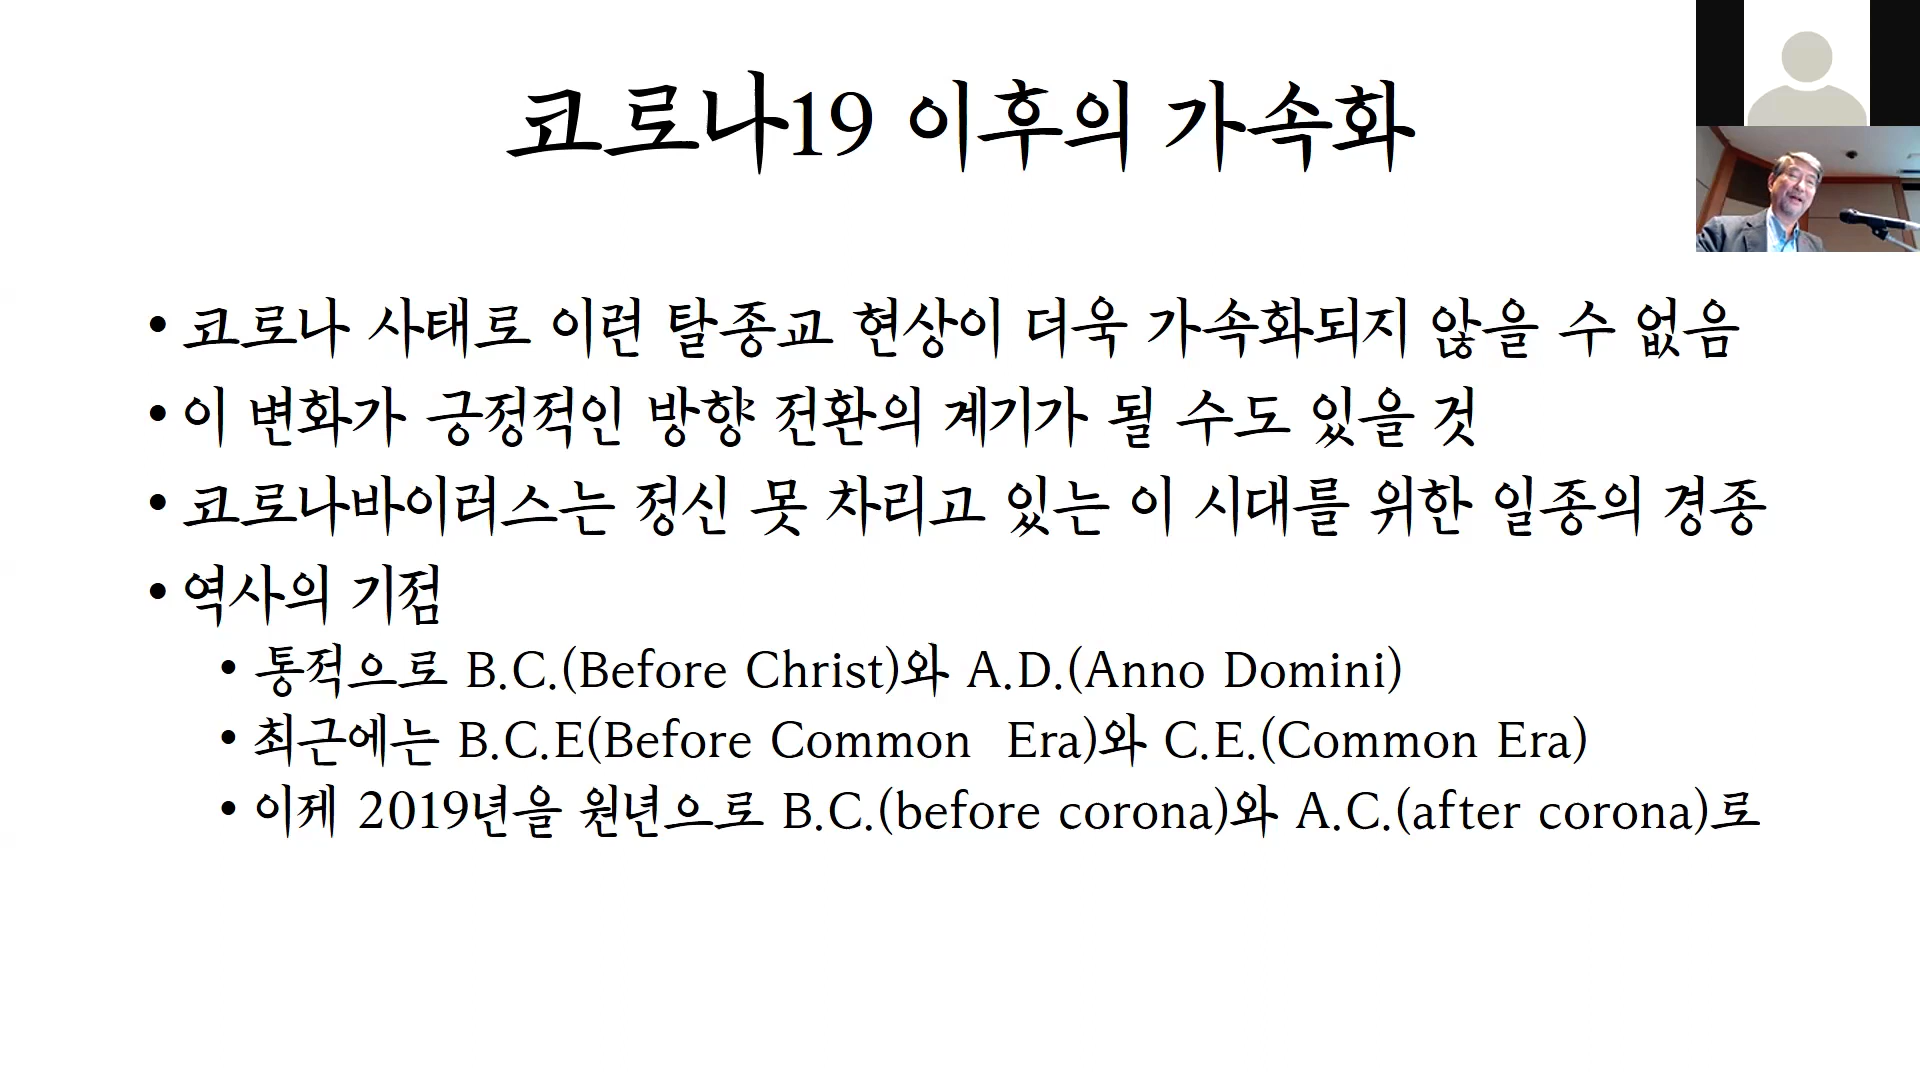 코로나19 이후의 가속화
• 코로나 사태로 이런 탈종교 현상이 더욱 가속화되지 않을 수 없음
• 이 변화가 긍정적인 방향 전환의 계기가 될 수도 있을 것
• 코로나바이러스는 정신 못 차리고 있는 이 시대를 위한 일종의 경종
• 역사의 기점
• 통적으로 B.C.(Before Christ)와 A.D.(Anno Domini)
• 최근에는 B.C.E(Before Common Era)와 C.E.(Common Era)
• 이제 2019년을 원년으로 B.C.(before corona)와 A.C.(after corona)로